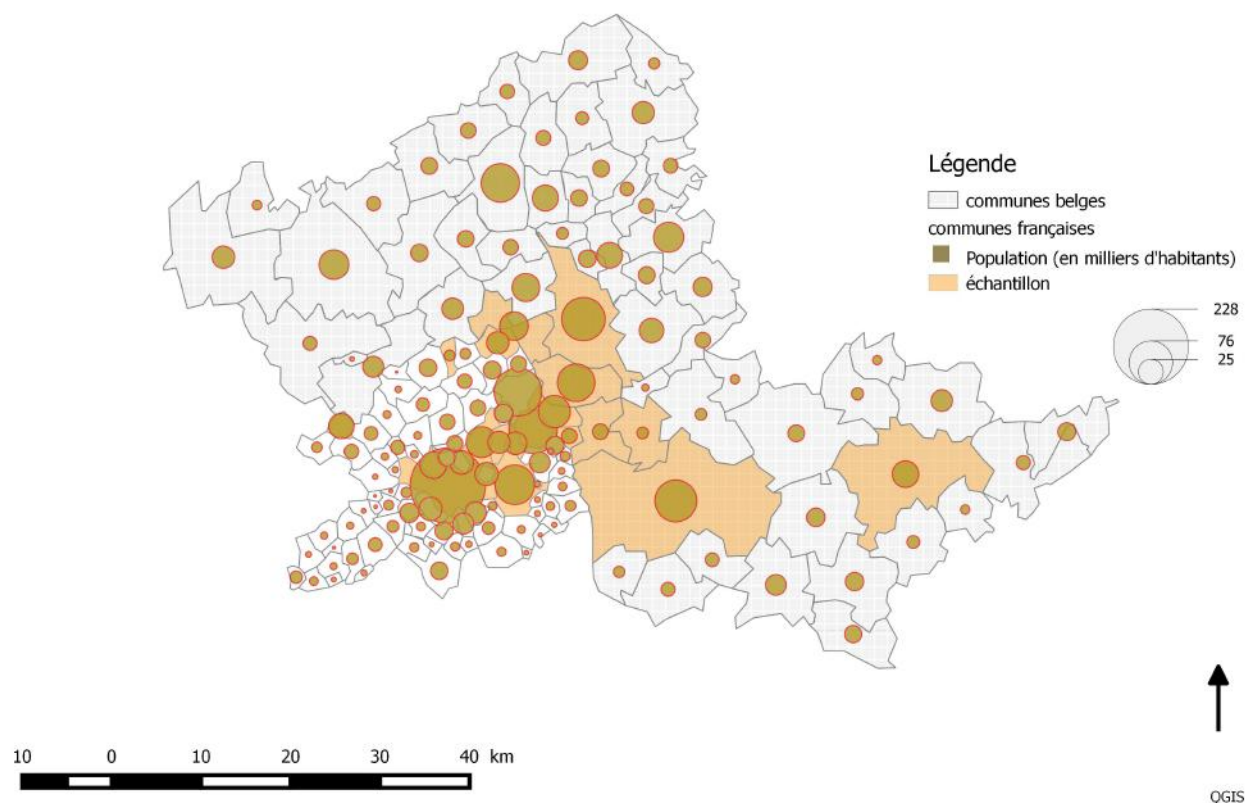 Légende
communes belges
communes françaises
Population (en milliers d'habitants)
échantillon
228
76
25
10 0 10 20 30 40 km
QGIS